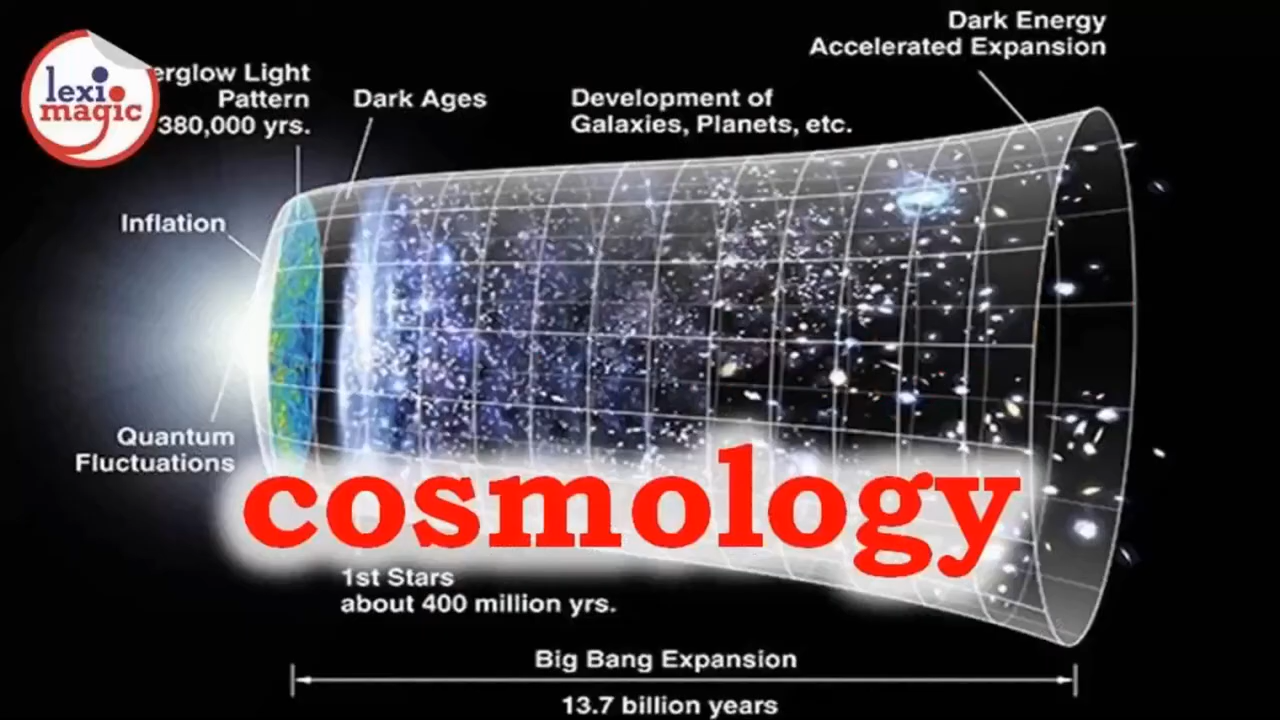 lexi
magic
erglow Light
Pattern
380,000 yrs.
Dark Ages
Development of
Galaxies, Planets, etc.
Dark Energy
Accelerated Expansion
Inflation
Quantum
Fluctuations
cosmology
1st Stars
about 400 million yrs.
Big Bang Expansion
13.7 billion years